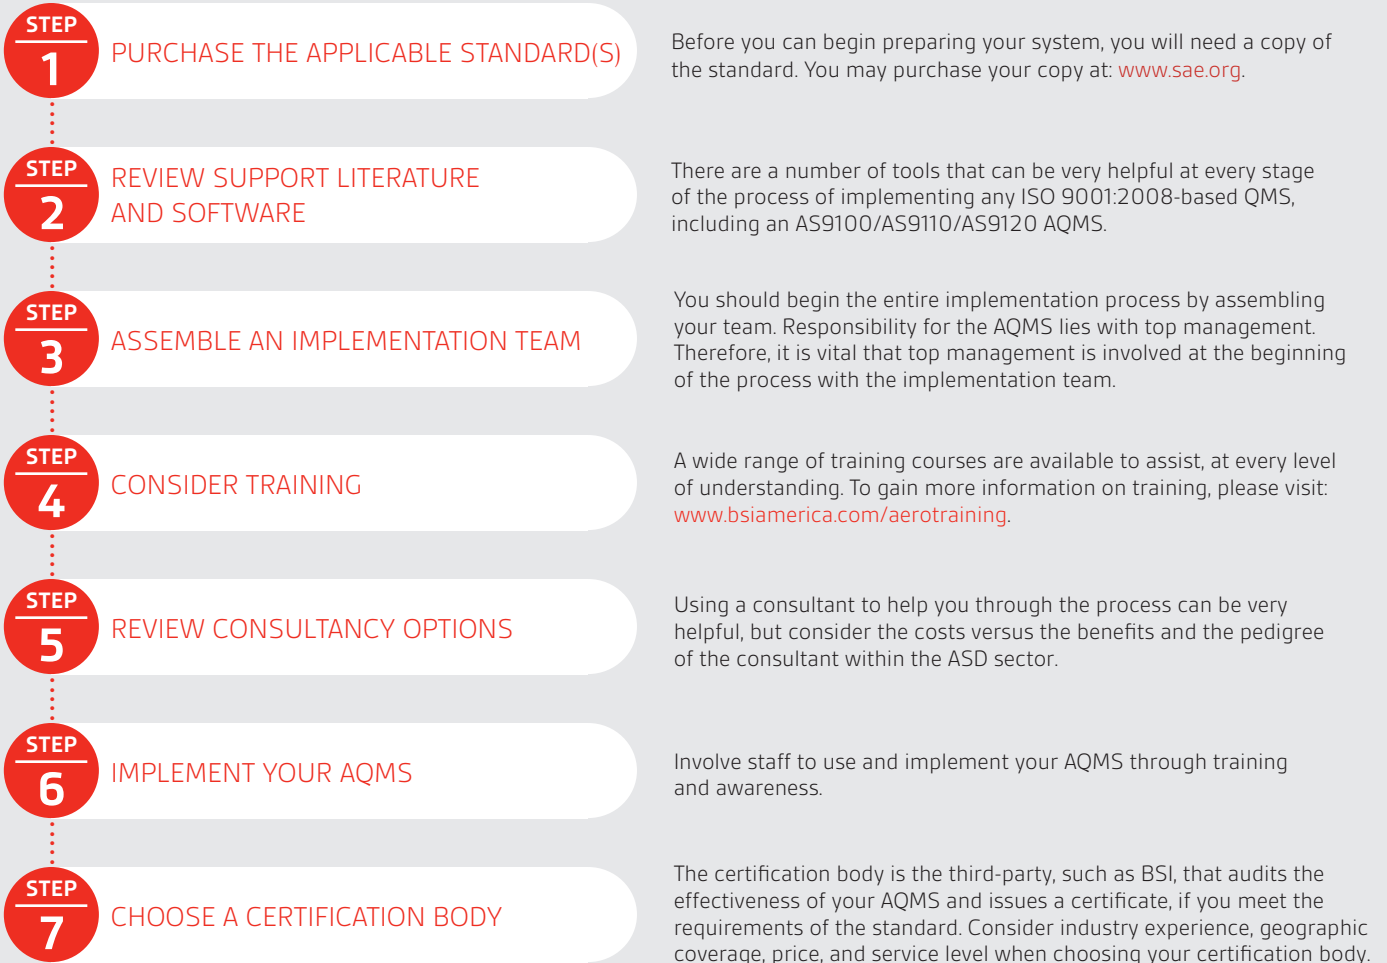 STEP
1
PURCHASE THE APPLICABLE STANDARD(S)
Before you can begin preparing your system, you will need a copy of
the standard. You may purchase your copy at: www.sae.org.
STEP
2
REVIEW SUPPORT LITERATURE
AND SOFTWARE
There are a number of tools that can be very helpful at every stage
of the process of implementing any ISO 9001:2008-based QMS,
including an AS9100/AS9110/AS9120 AQMS.
STEP
3
ASSEMBLE AN IMPLEMENTATION TEAM
You should begin the entire implementation process by assembling
your team. Responsibility for the AQMS lies with top management.
Therefore, it is vital that top management is involved at the beginning
of the process with the implementation team.
STEP
4
CONSIDER TRAINING
A wide range of training courses are available to assist, at every level
of understanding. To gain more information on training, please visit:
www.bsiamerica.com/aerotraining.
STEP
5
REVIEW CONSULTANCY OPTIONS
Using a consultant to help you through the process can be very
helpful, but consider the costs versus the benefits and the pedigree
of the consultant within the ASD sector.
STEP
6
IMPLEMENT YOUR AQMS
Involve staff to use and implement your AQMS through training
and awareness.
STEP
7
CHOOSE A CERTIFICATION BODY
The certification body is the third-party, such as BSI, that audits the
effectiveness of your AQMS and issues a certificate, if you meet the
requirements of the standard. Consider industry experience, geographic
coverage, price, and service level when choosing your certification body.